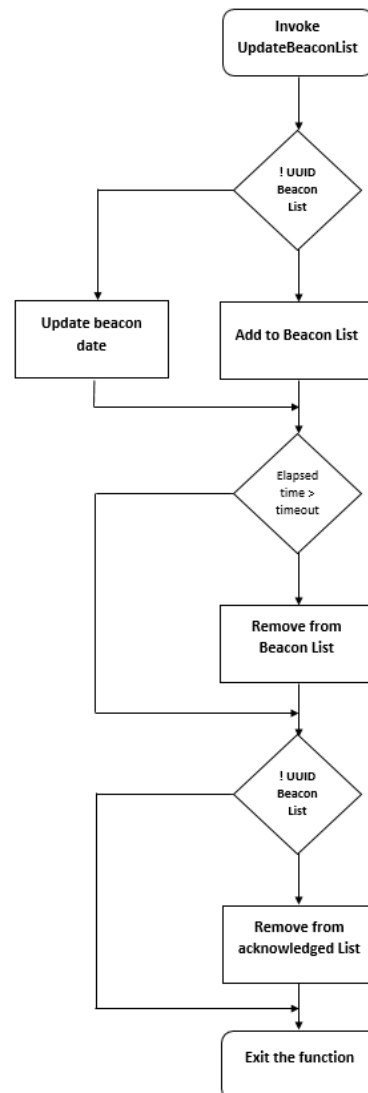 Invoke
UpdateBeaconList
! UUID
Beacon
List
Update beacon
date
Add to Beacon List
Elapsed
time >
timeout
Remove from
Beacon List
! UUID
Beacon
List
Remove from
acknowledged List
Exit the function